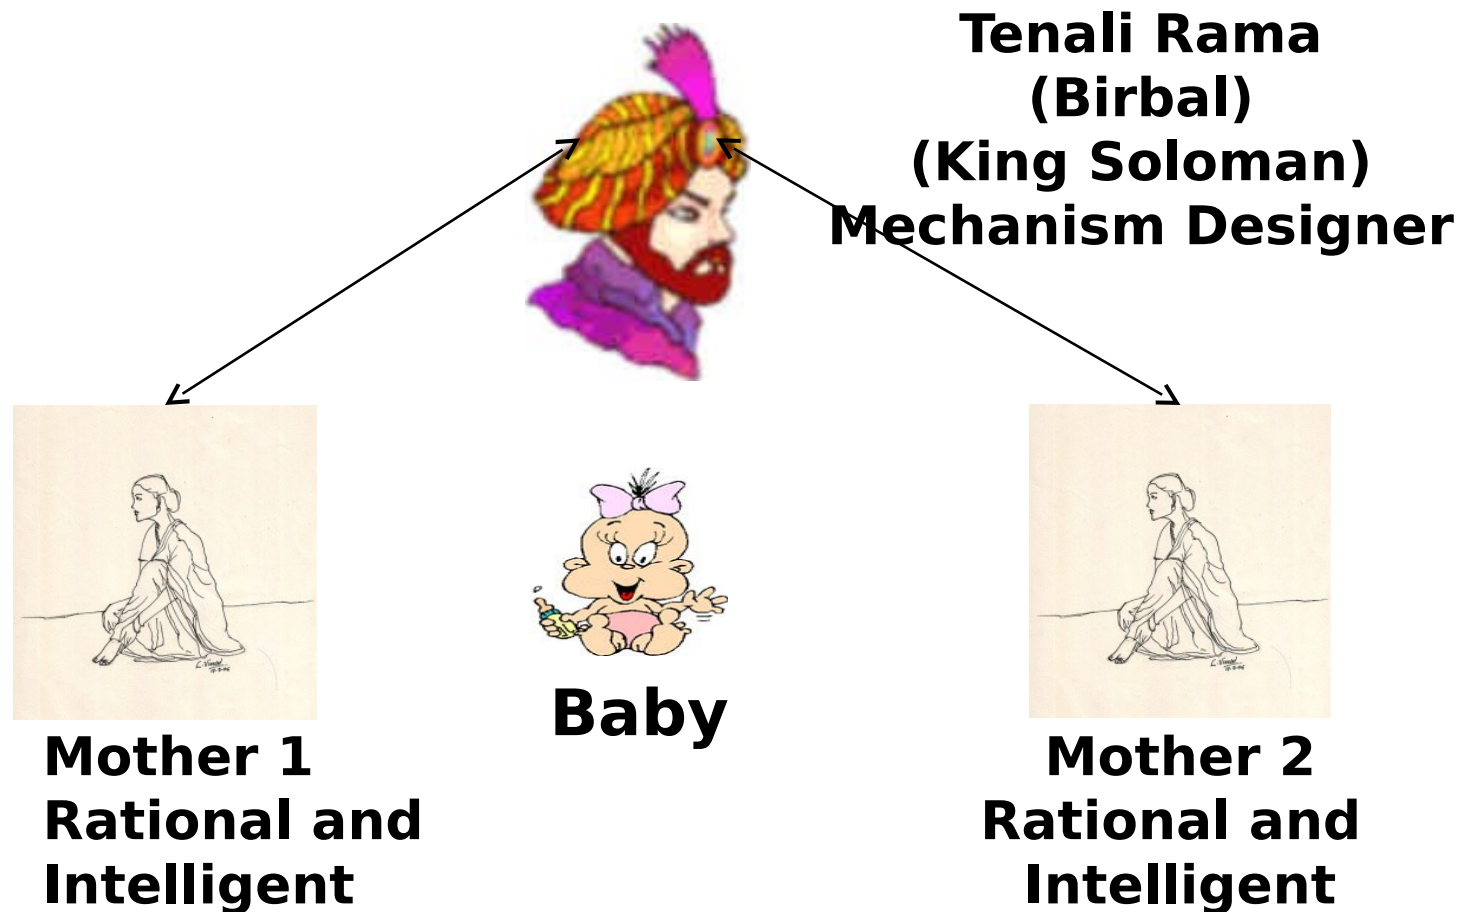 Tenali Rama
(Birbal)
(King Soloman)
Mechanism Designer
Baby
Mother 1
Rational and
Intelligent
Mother 2
Rational and
Intelligent